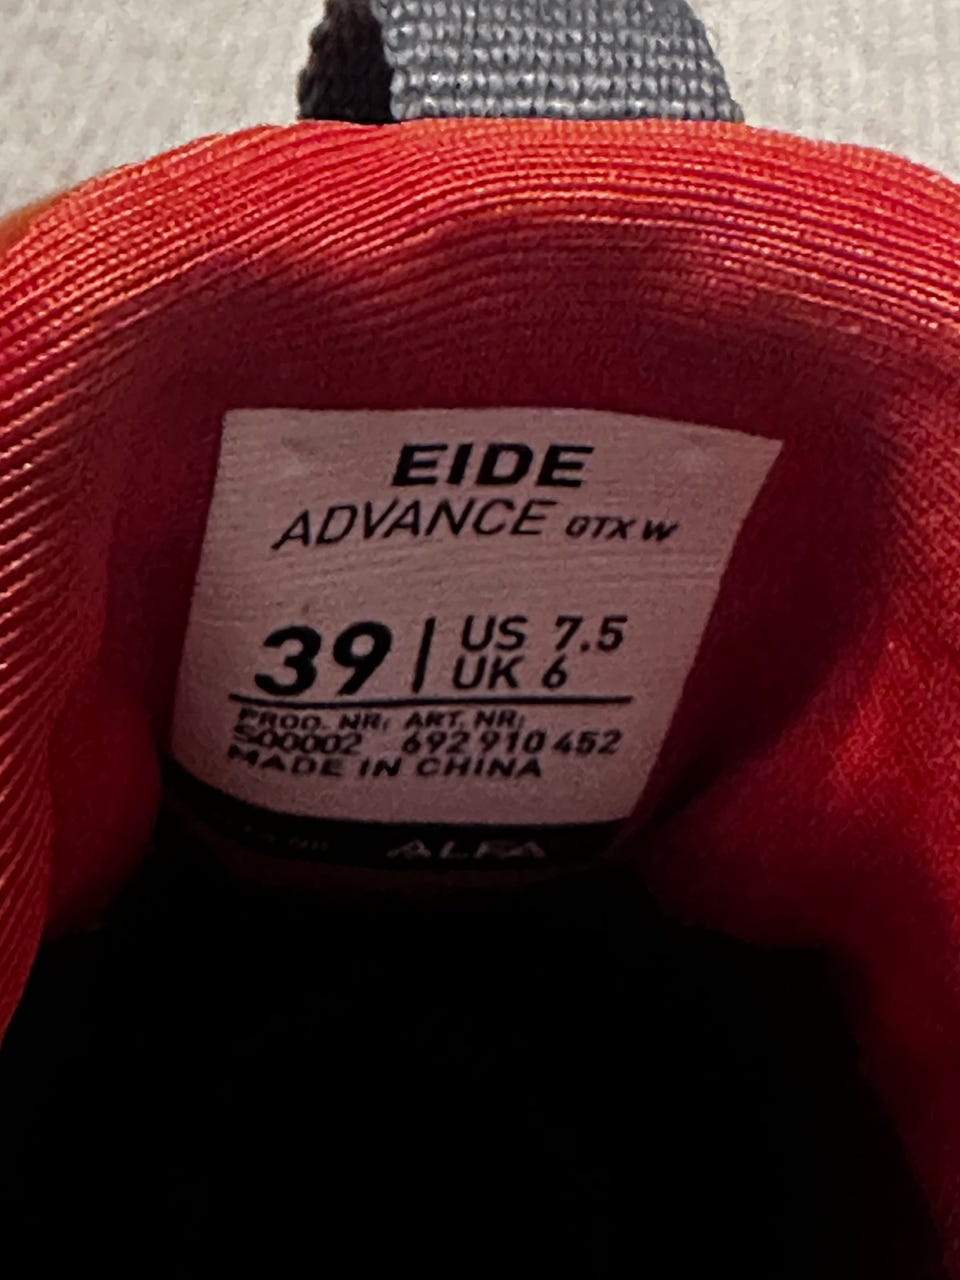 EIDE
ADVANCE GTX W
39 | US 7.5
UK 6
PROD. NR: ART. NR:
S00002 692 910 452
MADE IN CHINA
ALFA